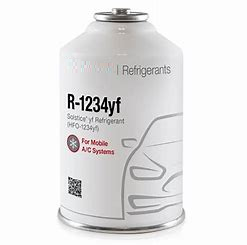 | Refrigerants
R-1234yf
Solstice® yf Refrigerant
(HFO-1234yf)
For Mobile
A/C Systems